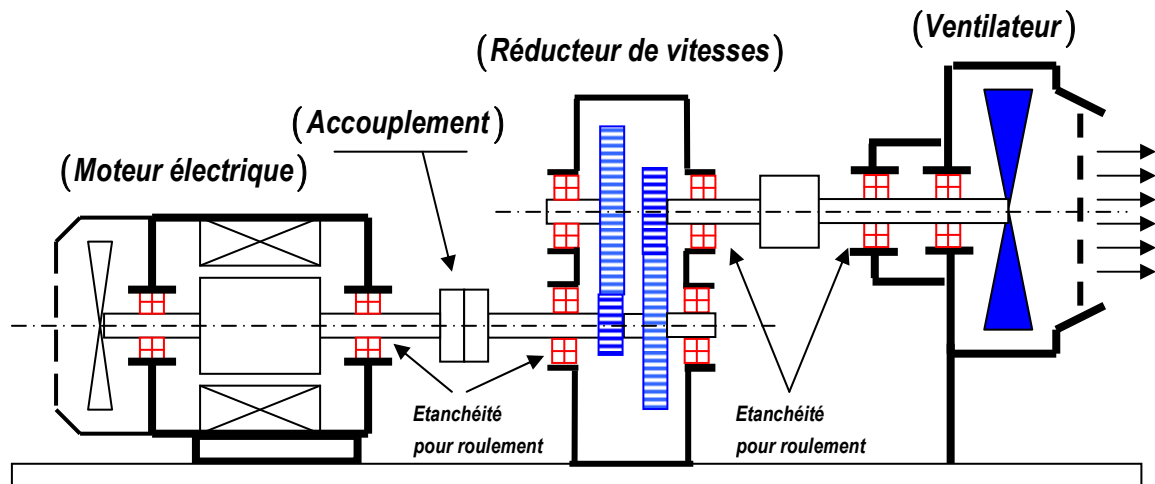 (Ventilateur)
(Réducteur de vitesses)
(Accouplement)
(Moteur électrique)
Etanchéité
pour roulement
Etanchéité
pour roulement